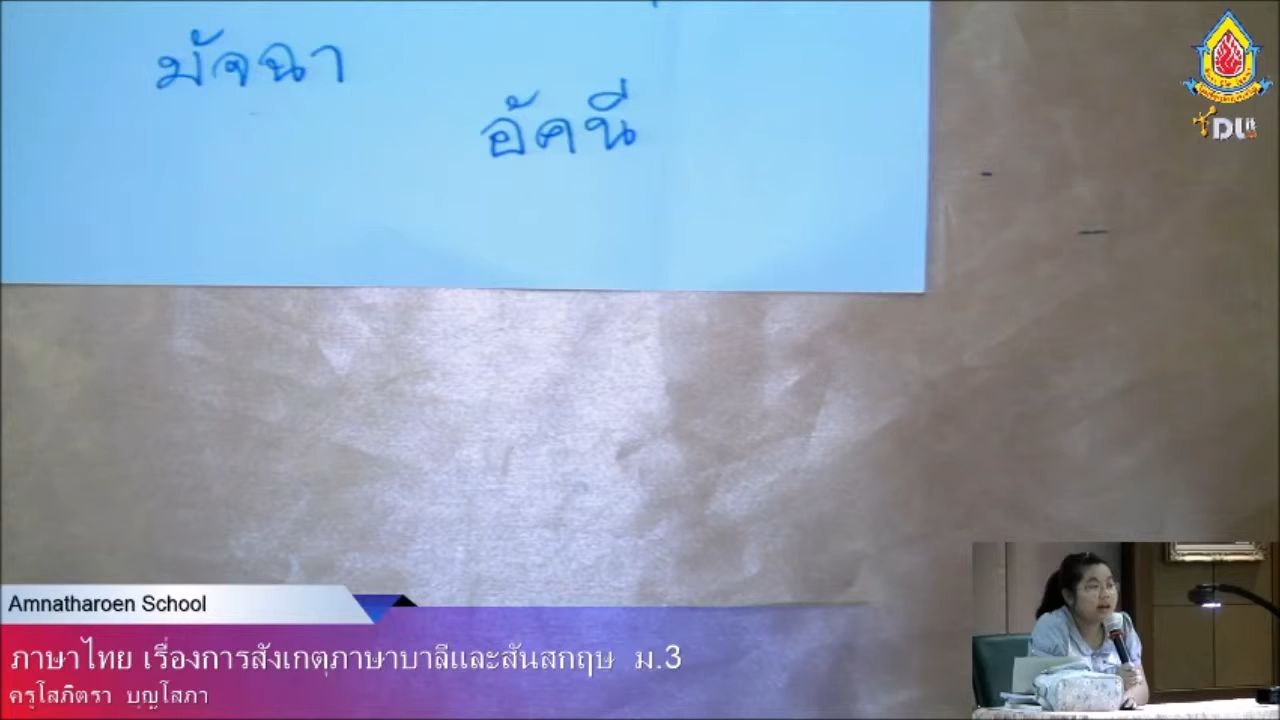 มัจฉา
อัคนี
DLit
Amnatharoen School
ภาษาไทย เรื่องการสังเกตุภาษาบาลีและสันสกฤษ ม.3
ครูโสภิตรา บุญโสภา